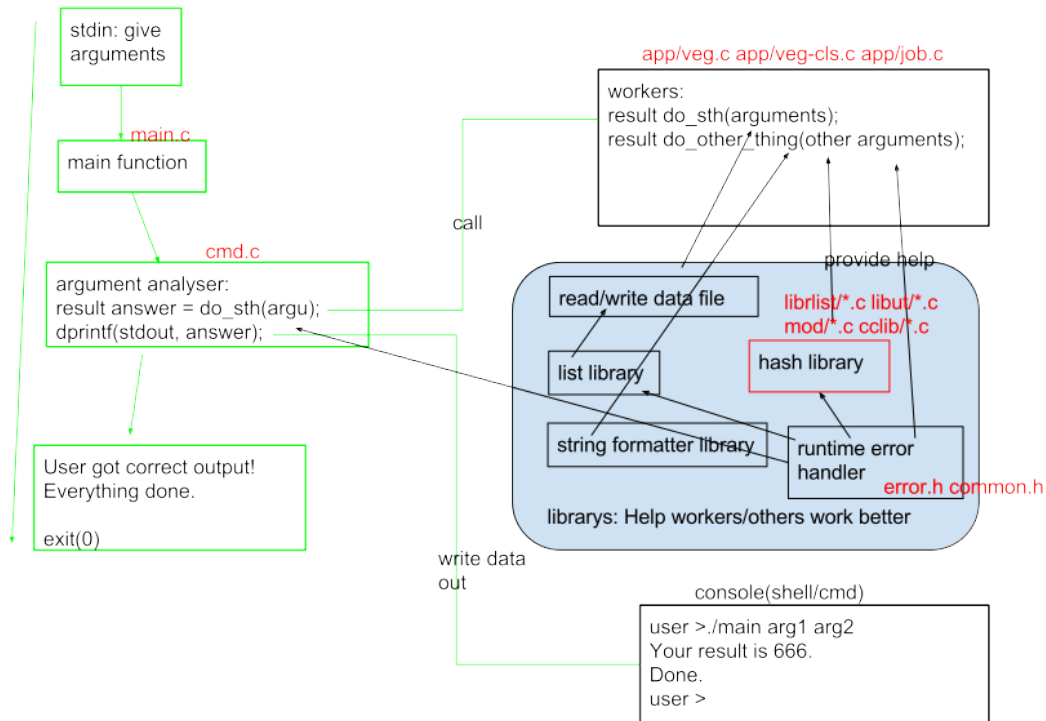 stdin: give
arguments
main.c
main function
cmd.c
argument analyser:
result answer = do_sth(argu);
dprintf(stdout, answer);
User got correct output!
Everything done.
exit(0)
call
write data
out
app/veg.c app/veg-cls.c app/job.c
workers:
result do_sth(arguments);
result do_other_thing(other arguments);
provide help
read/write data file
librlist/*.c libut/*.c
mod/*.c cclib/*.c
list library
hash library
string formatter library
runtime error
handler
error.h common.h
librarys: Help workers/others work better
console(shell/cmd)
user >./main arg1 arg2
Your result is 666.
Done.
user >